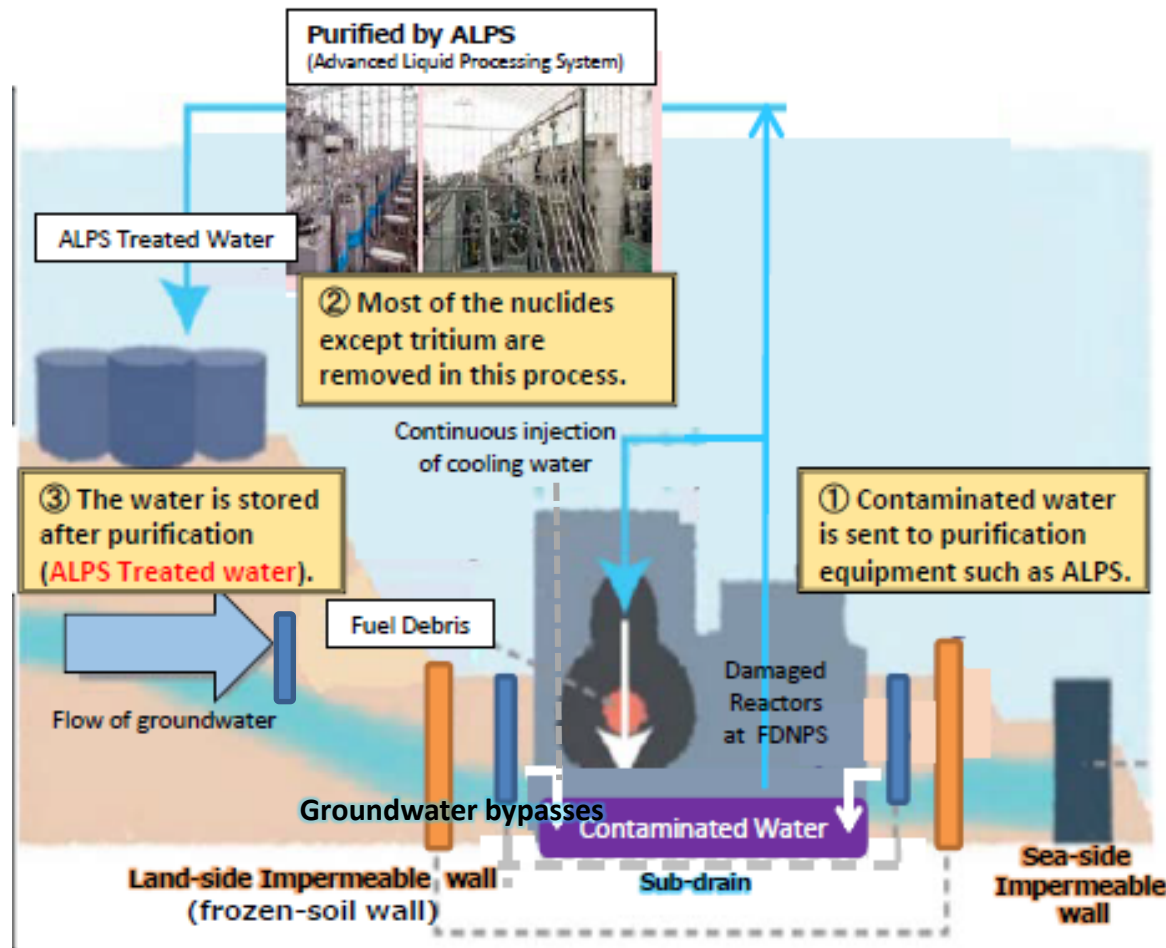 Purified by ALPS
(Advanced Liquid Processing System)
ALPS Treated Water
② Most of the nuclides
except tritium are
removed in this process.
Continuous injection
of cooling water
③ The water is stored
after purification
(ALPS Treated water).
① Contaminated water
is sent to purification
equipment such as ALPS.
Fuel Debris
Flow of groundwater
Damaged
Reactors
at FDNPS
Groundwater bypasses
Contaminated Water
Land-side Impermeable wall
(frozen-soil wall)
Sub-drain
Sea-side
Impermeable
wall